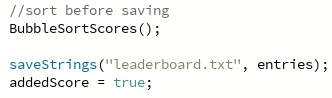 //sort before saving
BubbleSortScores();
saveStrings("leaderboard.txt", entries);
addedScore = true;